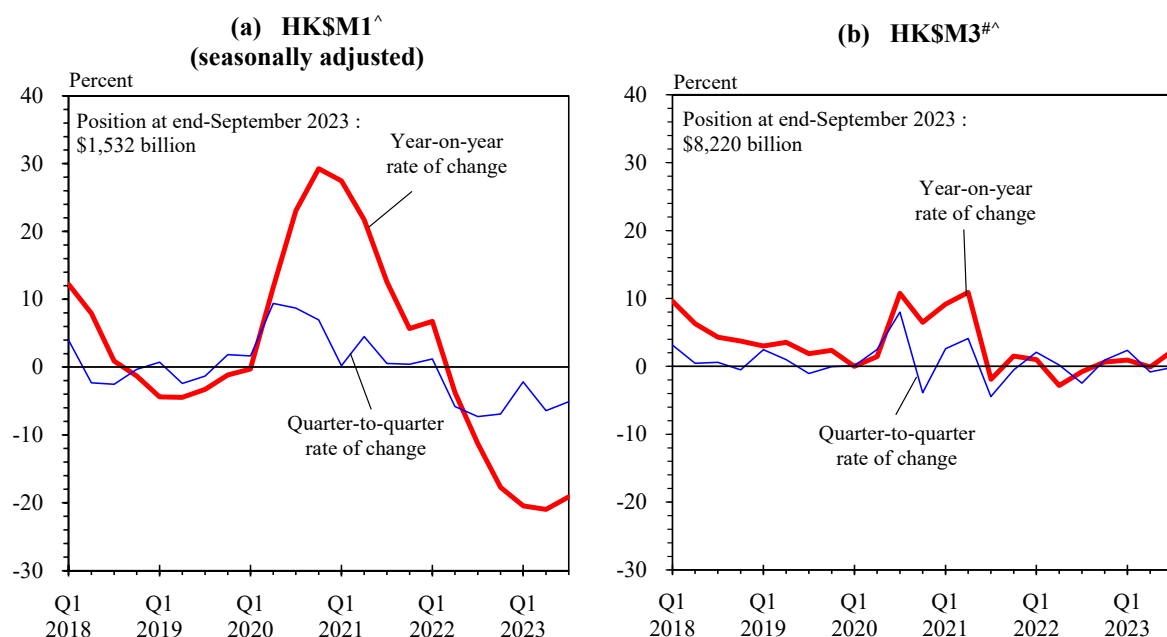 (a) HK$M1^
(seasonally adjusted)
Percent
40
30
20
10
0
-10
-20
-30
Position at end-September 2023 :
$1,532 billion
Year-on-year
rate of change
Quarter-to-quarter
rate of change
Q1 Q1 Q1 Q1 Q1 Q1
2018 2019 2020 2021 2022 2023
(b) HK$M3#^
Percent
40
30
20
10
0
-10
-20
-30
Position at end-September 2023 :
$8,220 billion
Year-on-year
rate of change
Quarter-to-quarter
rate of change
Q1 Q1 Q1 Q1 Q1 Q1
2018 2019 2020 2021 2022 2023